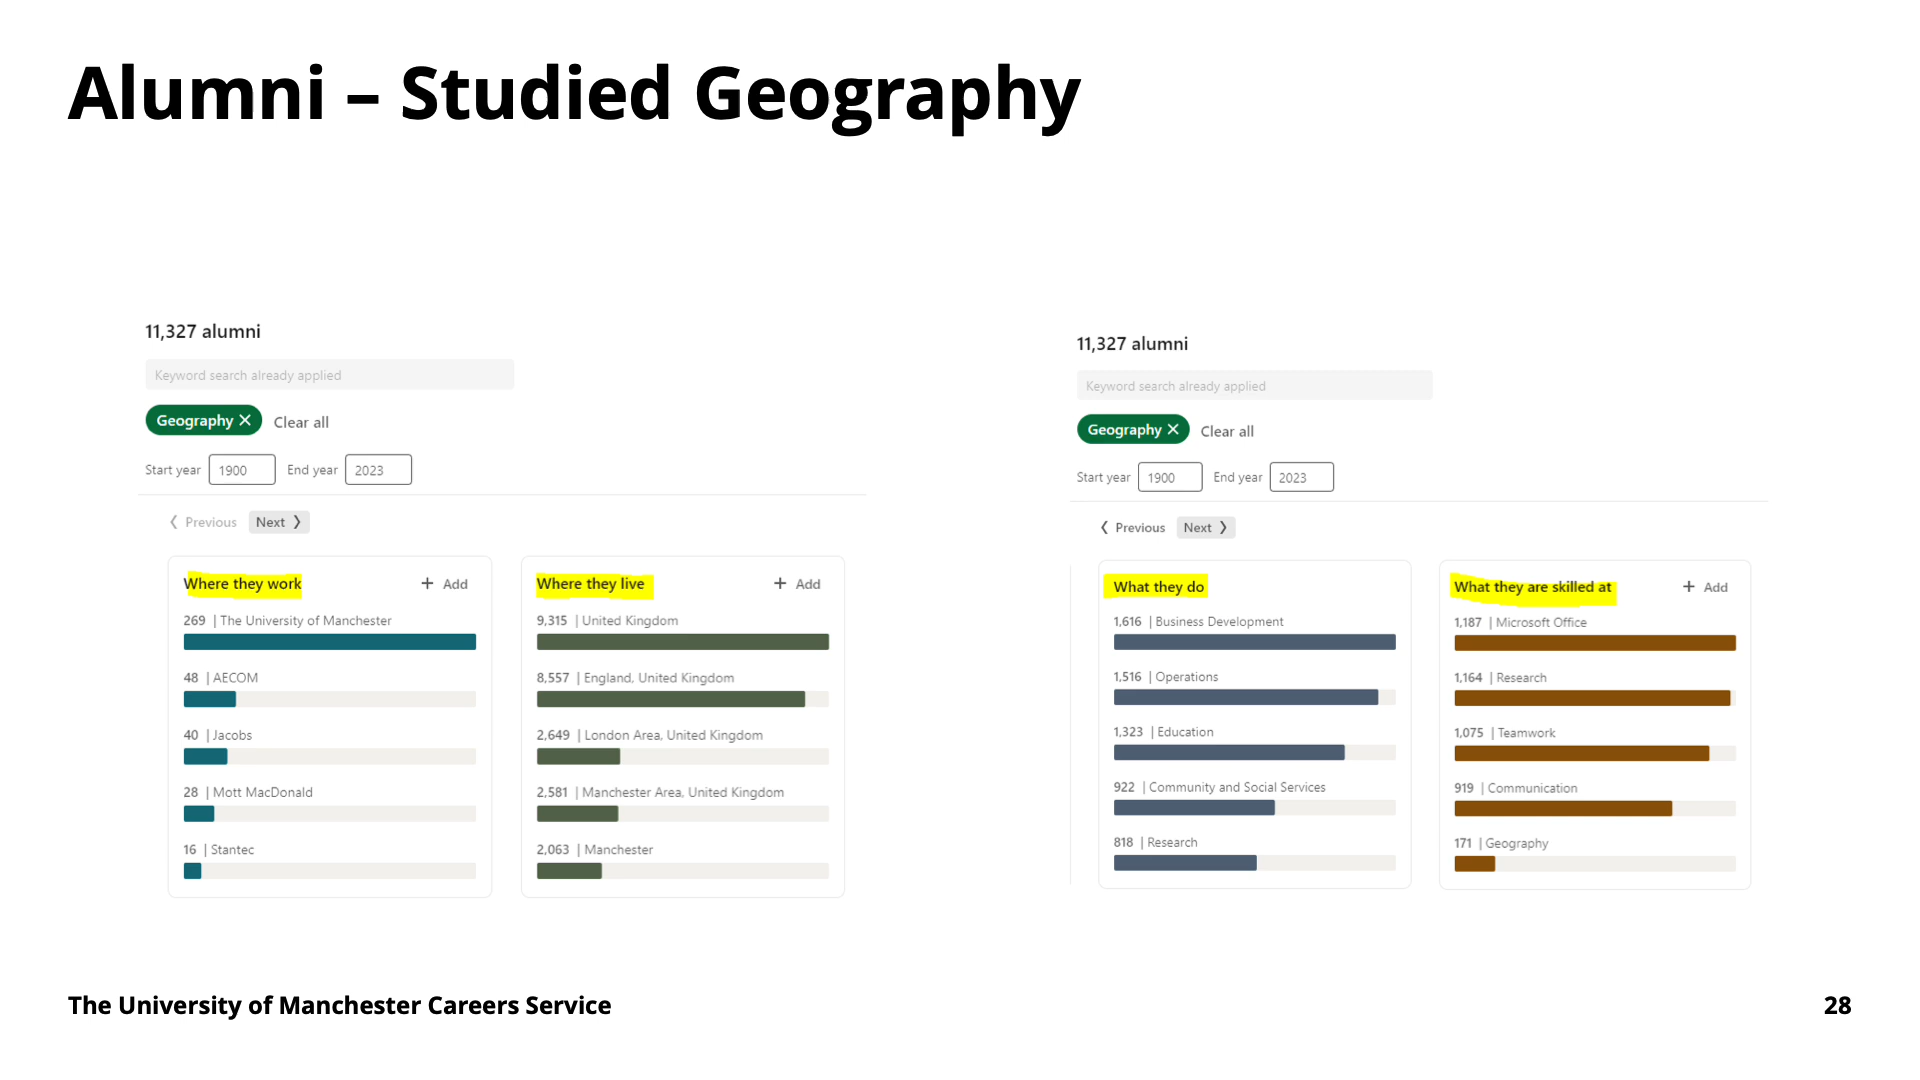 Alumni – Studied Geography
11,327 alumni
Keyword search already applied
Geography ✕ Clear all
Start year 1900 End year 2023
Previous Next
Where they work + Add
269 | The University of Manchester
48 | AECOM
40 | Jacobs
28 | Mott MacDonald
16 | Stantec
Where they live + Add
9,315 | United Kingdom
8,557 | England, United Kingdom
2,649 | London Area, United Kingdom
2,581 | Manchester Area, United Kingdom
2,063 | Manchester
11,327 alumni
Keyword search already applied
Geography ✕ Clear all
Start year 1900 End year 2023
Previous Next
What they do
1,616 | Business Development
1,516 | Operations
1,323 | Education
922 | Community and Social Services
818 | Research
What they are skilled at + Add
1,187 | Microsoft Office
1,164 | Research
1,075 | Teamwork
919 | Communication
171 | Geography
The University of Manchester Careers Service
28